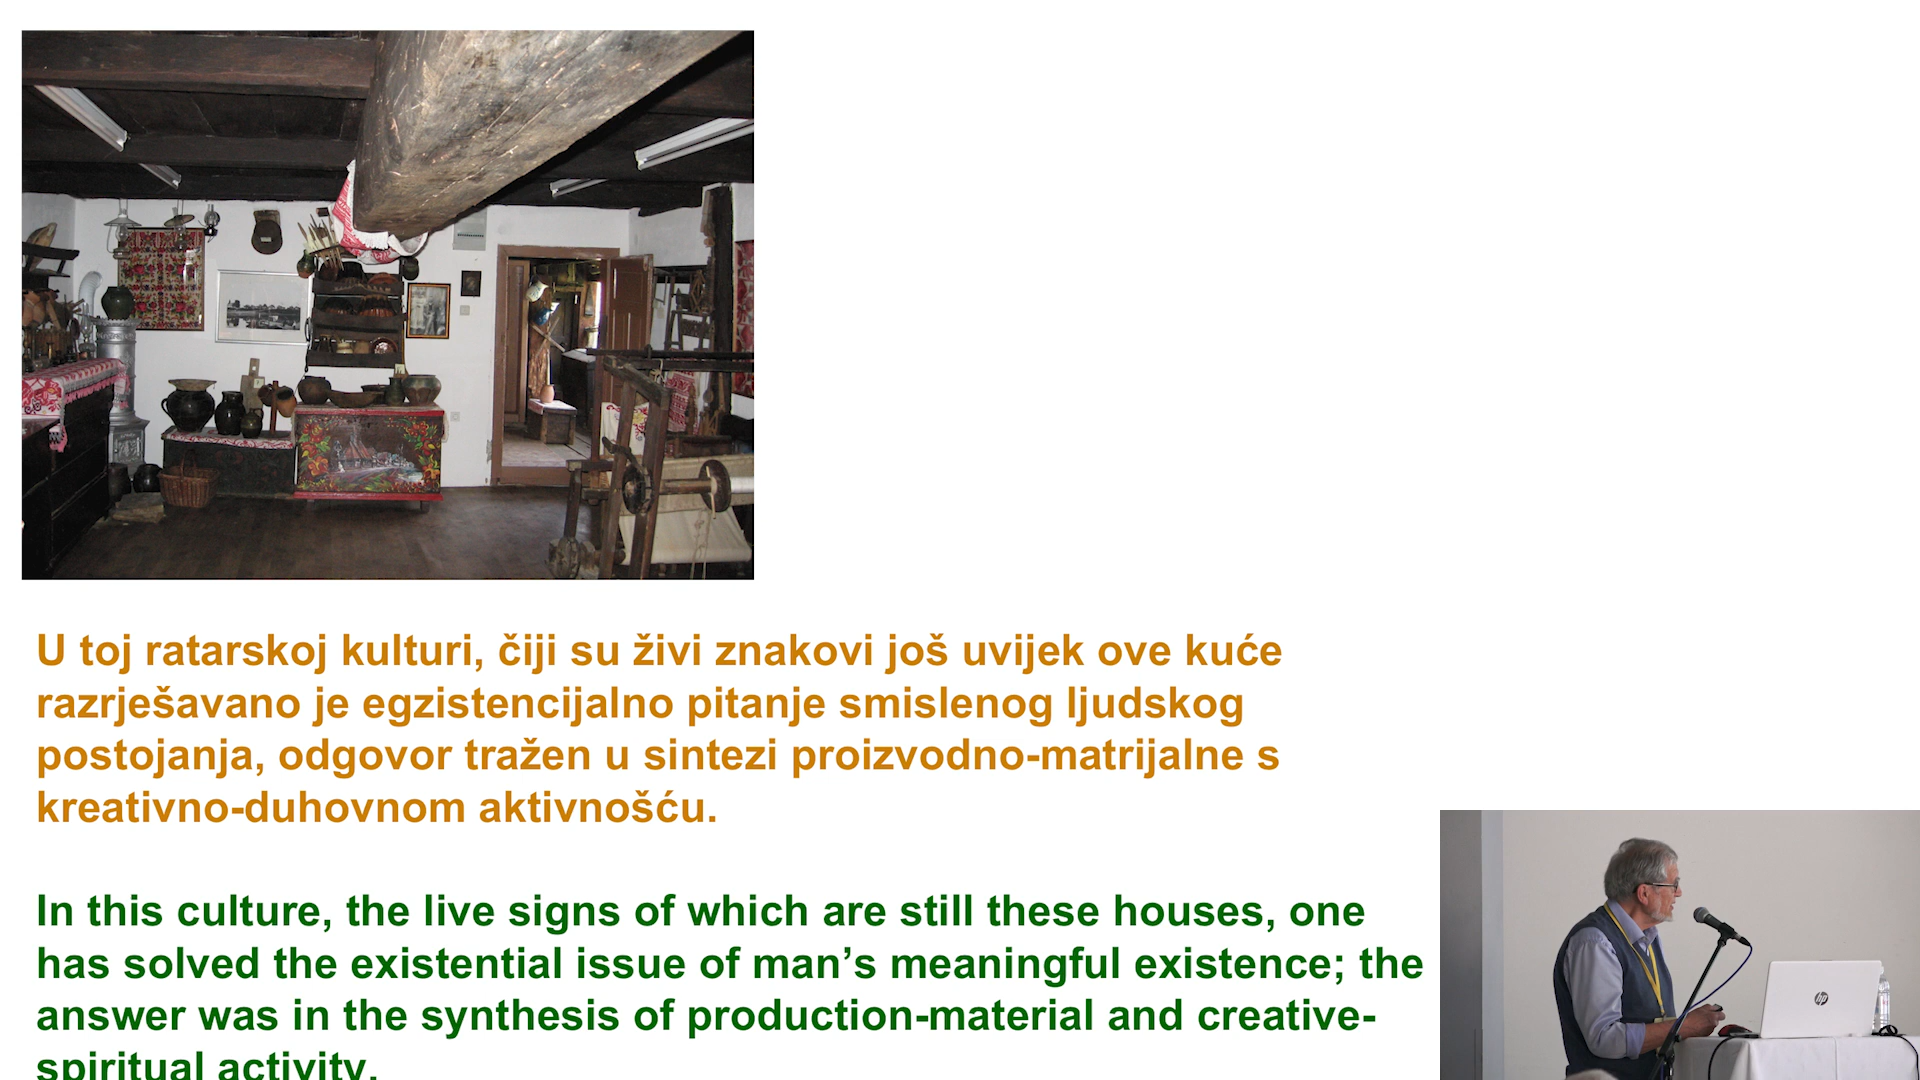 U toj ratarskoj kulturi, čiji su živi znakovi još uvijek ove kuće
razrješavano je egzistencijalno pitanje smislenog ljudskog
postojanja, odgovor tražen u sintezi proizvodno-matrijalne s
kreativno-duhovnom aktivnošću.
In this culture, the live signs of which are still these houses, one
has solved the existential issue of man’s meaningful existence; the
answer was in the synthesis of production-material and creative-
spiritual activity.
hp